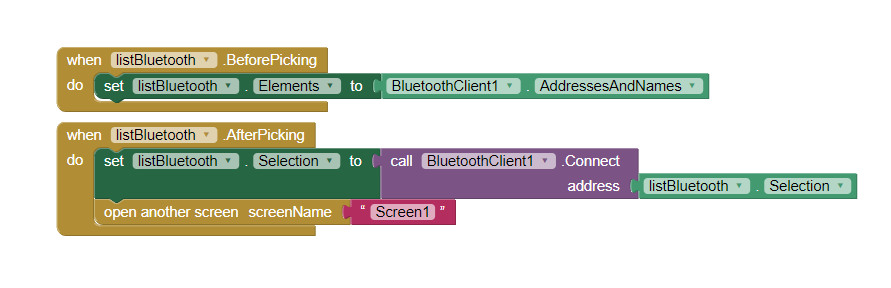 when listBluetooth .BeforePicking
do set listBluetooth . Elements to BluetoothClient1 . AddressesAndNames
when listBluetooth .AfterPicking
do set listBluetooth . Selection to call BluetoothClient1 .Connect
address listBluetooth . Selection
open another screen screenName “ Screen1 ”